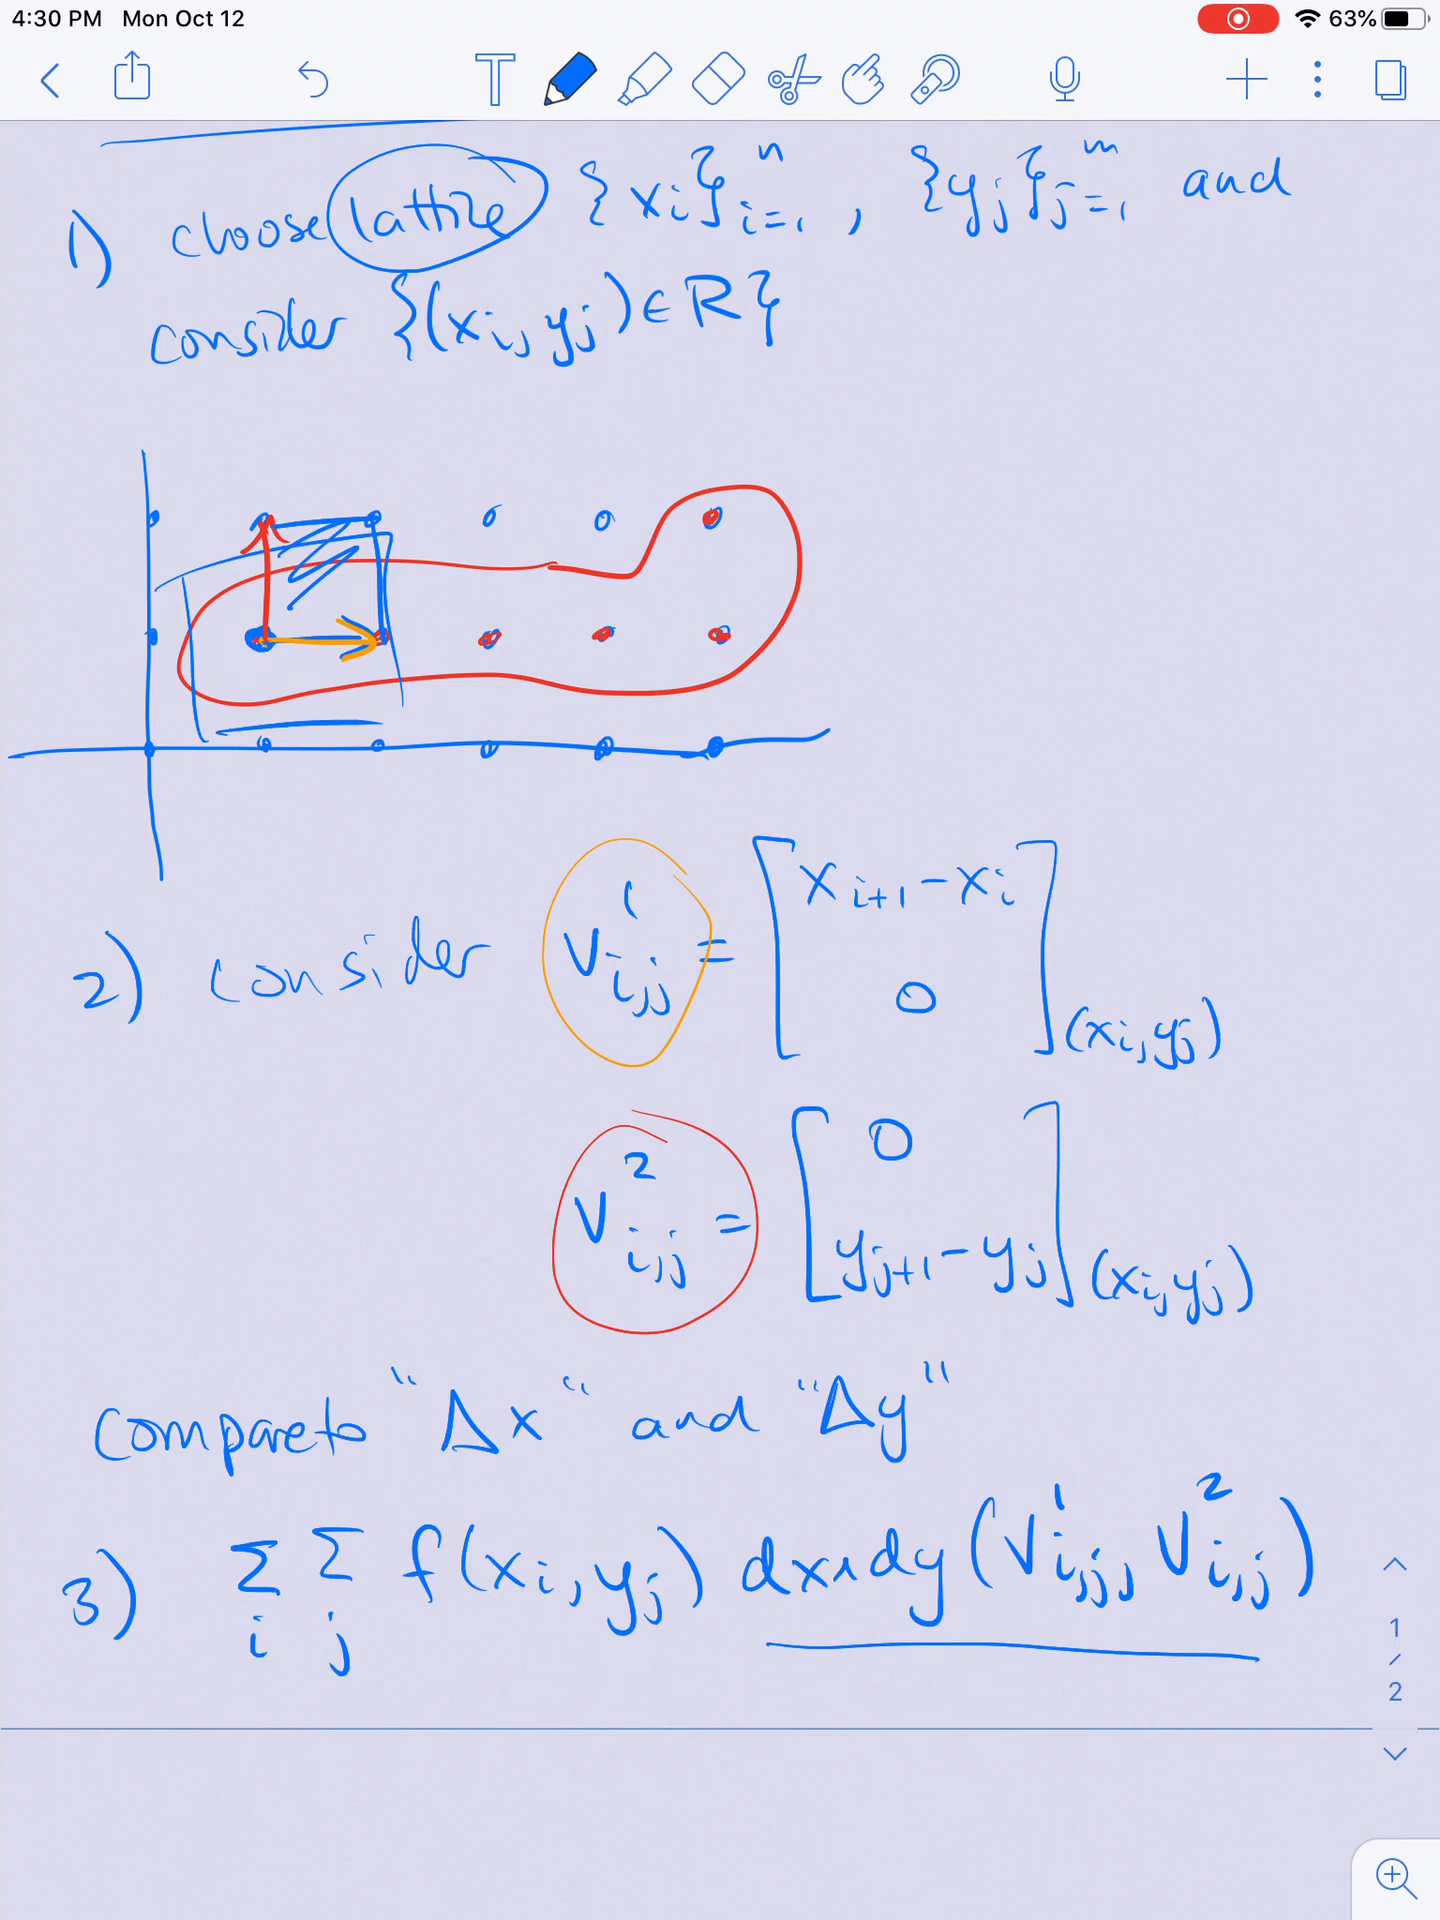 4:30 PM Mon Oct 12 63%
T
1) choose lattice {xi}ⁿi=1 , {yj}ᵐj=1 and
consider {(xi, yj) ∈ R}
2) consider v¹i,j = [xi+1 - xi
0](xi, yj)
v²i,j = [0
yj+1 - yj](xi, yj)
compare to "Δx" and "Δy"
3) Σi Σj f(xi, yj) dx∧dy(v¹i,j, v²i,j)
1
/
2